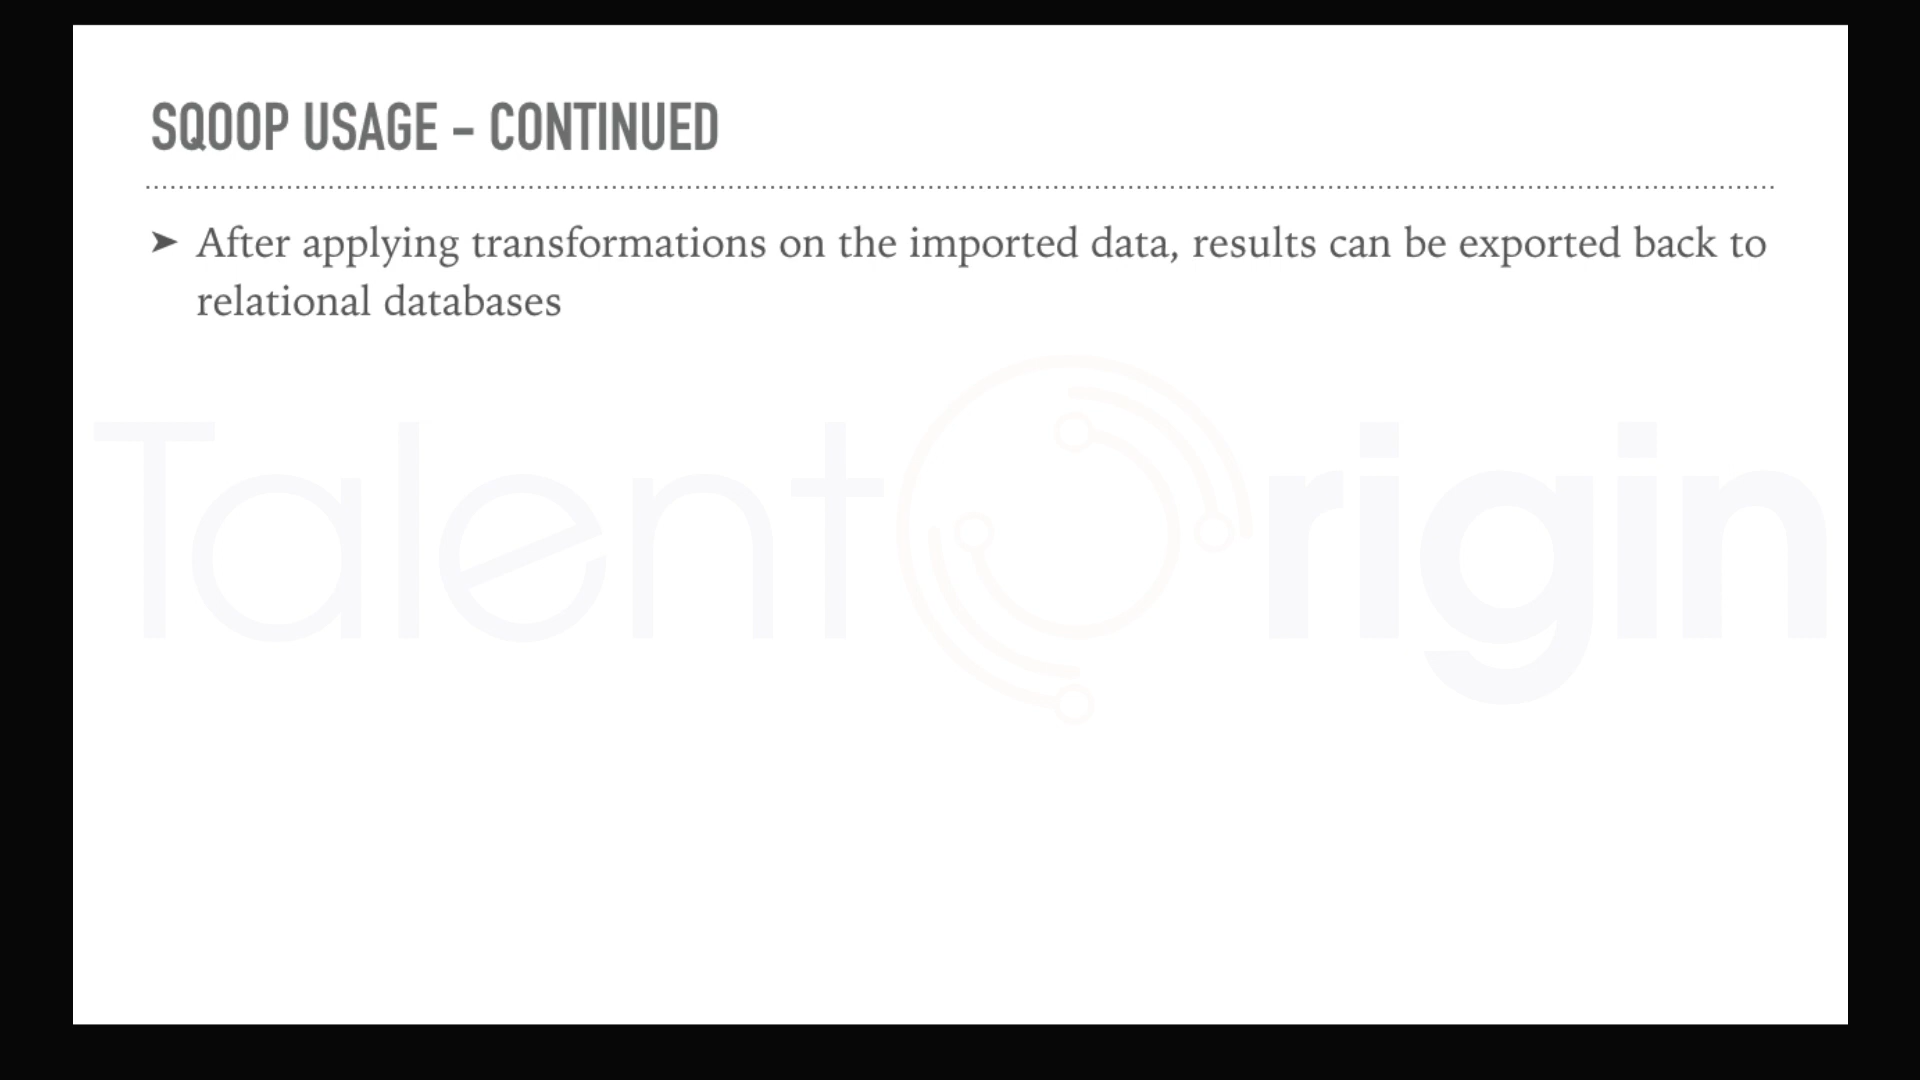 SQOOP USAGE – CONTINUED
➤ After applying transformations on the imported data, results can be exported back to
relational databases
TalentOrigin